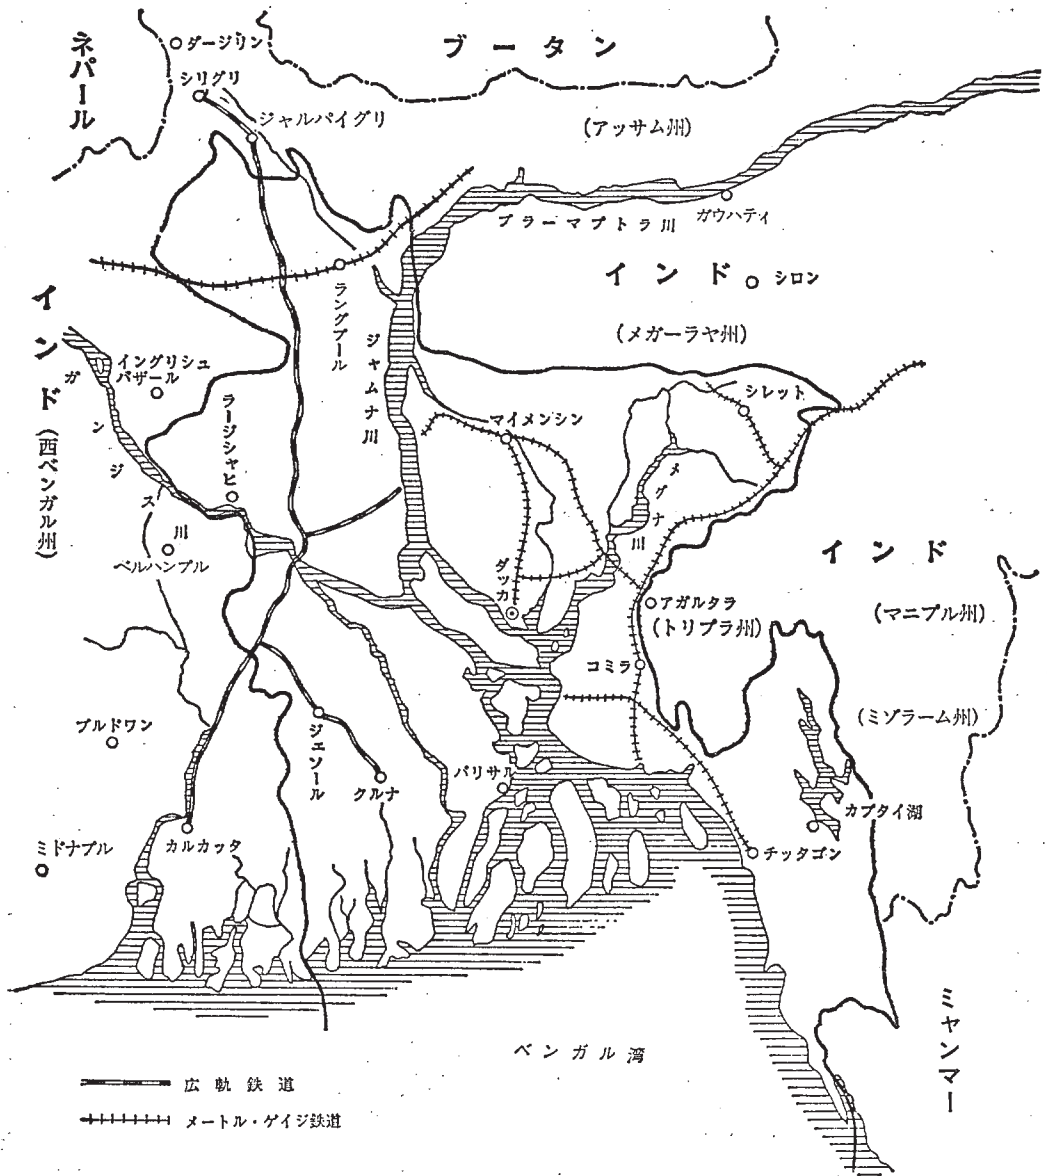 ネパール
ダージリン
ブータン
シリグリ
ジャルパイグリ
(アッサム州)
ブラーマプトラ川
ガウハティ
インド
シロン
(メガーラヤ州)
ラングプール
ジャムナ川
インド(西ベンガル州)
ガンジス川
イングリシュ
バザール
ラージシャヒ
マイメンシン
シレット
メグナ川
ベルハンプル
ダッカ
インド
アガルタラ
(トリプラ州)
(マニプル州)
コミラ
(ミゾラーム州)
ブルドワン
ジェソール
クルナ
バリサル
カプタイ湖
ミドナプル
カルカッタ
チッタゴン
ミャンマー
ベンガル湾
広軌鉄道
メートル・ゲイジ鉄道